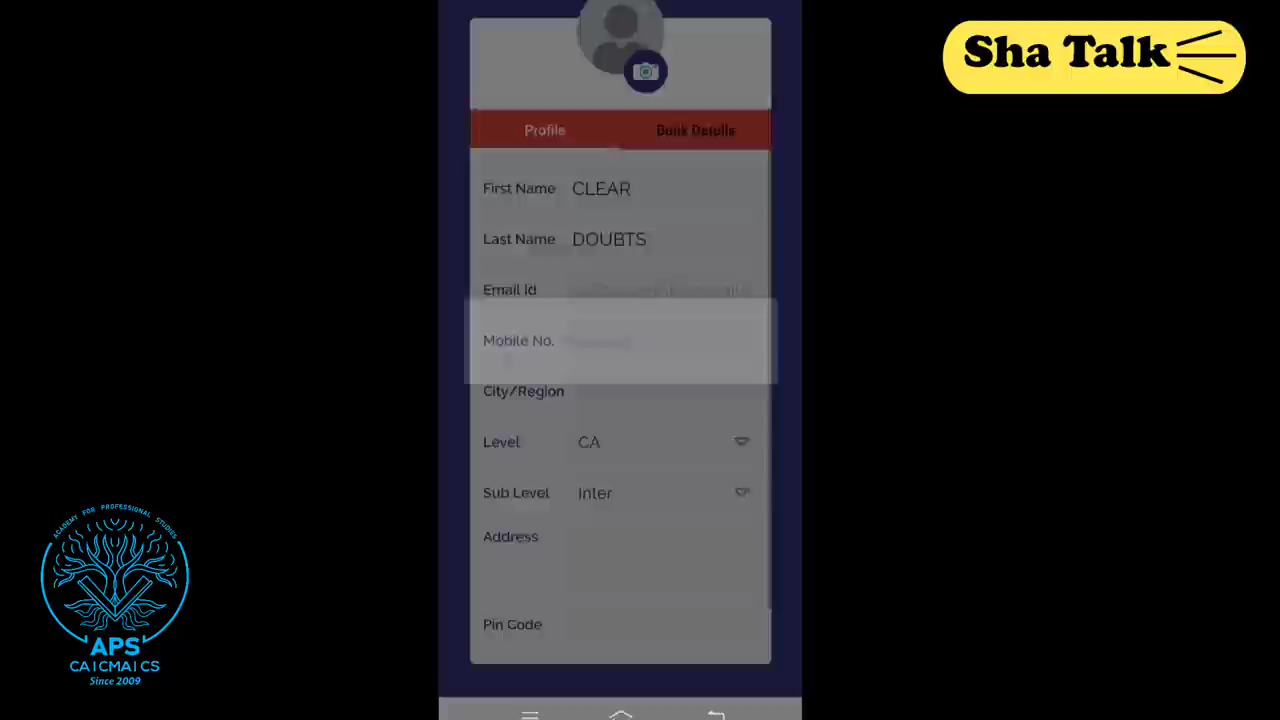 Sha Talk
Profile
Bank Details
First Name
CLEAR
Last Name
DOUBTS
Email Id
Mobile No.
City/Region
Level
CA
Sub Level
Inter
Address
Pin Code
ACADEMY FOR PROFESSIONAL STUDIES
APS
CA|CMA|CS
Since 2009